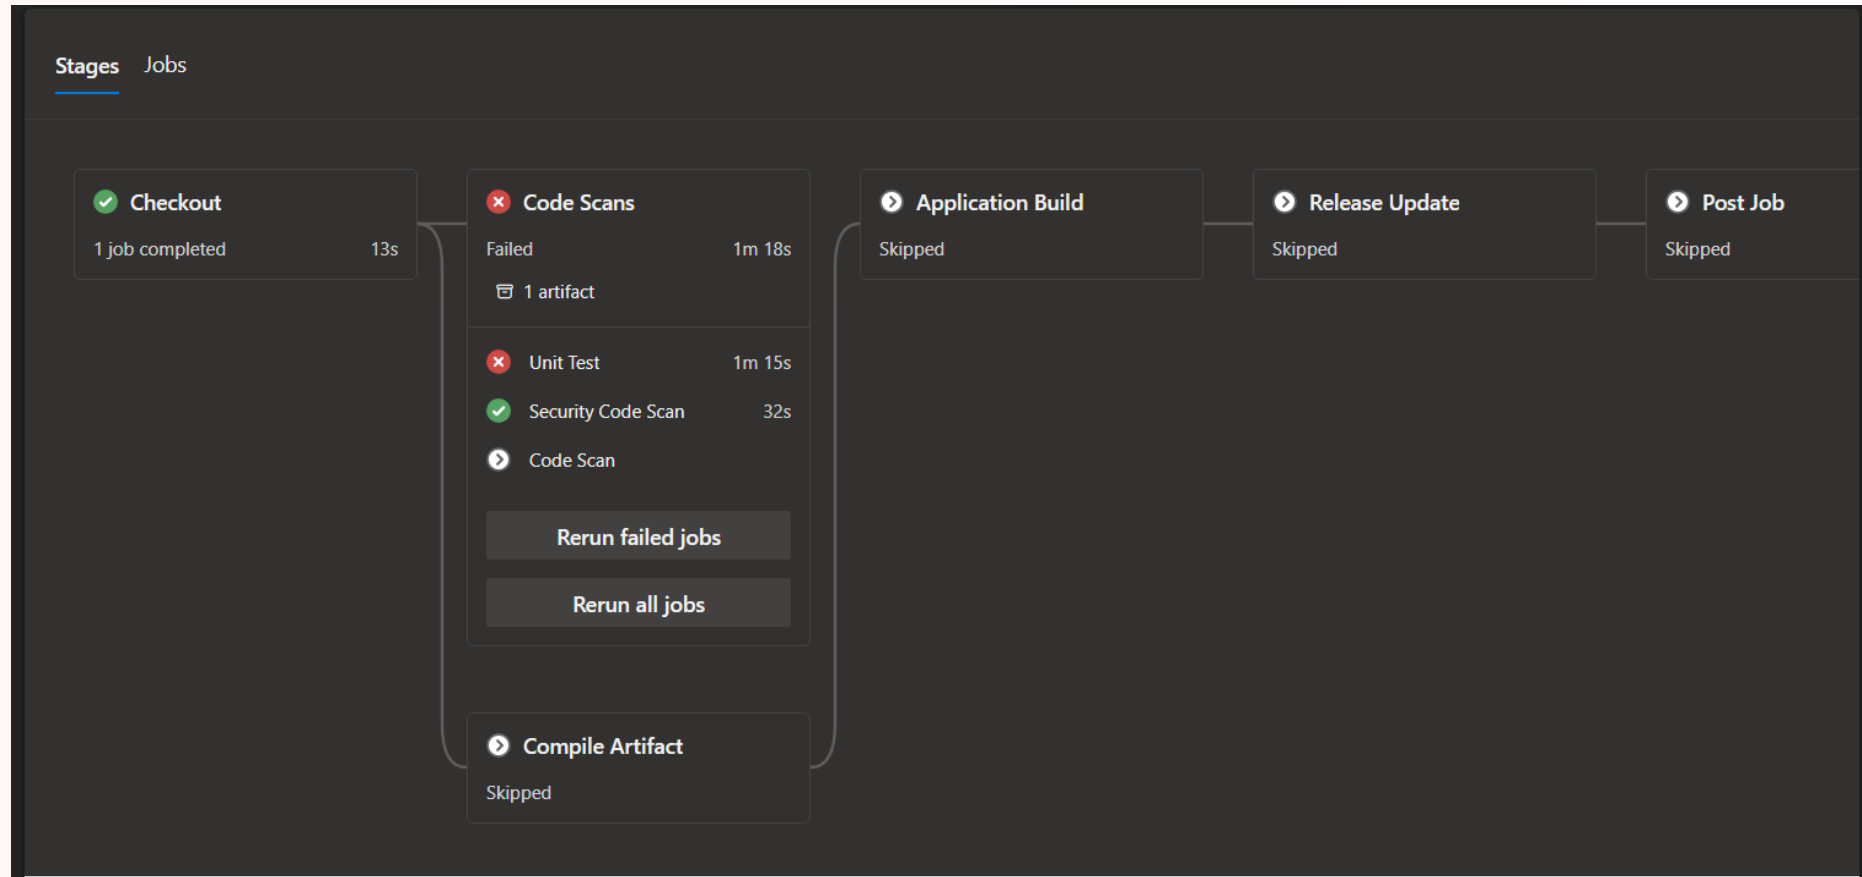 Stages Jobs
Checkout
1 job completed 13s
Code Scans
Failed 1m 18s
1 artifact
Unit Test 1m 15s
Security Code Scan 32s
Code Scan
Rerun failed jobs
Rerun all jobs
Compile Artifact
Skipped
Application Build
Skipped
Release Update
Skipped
Post Job
Skipped